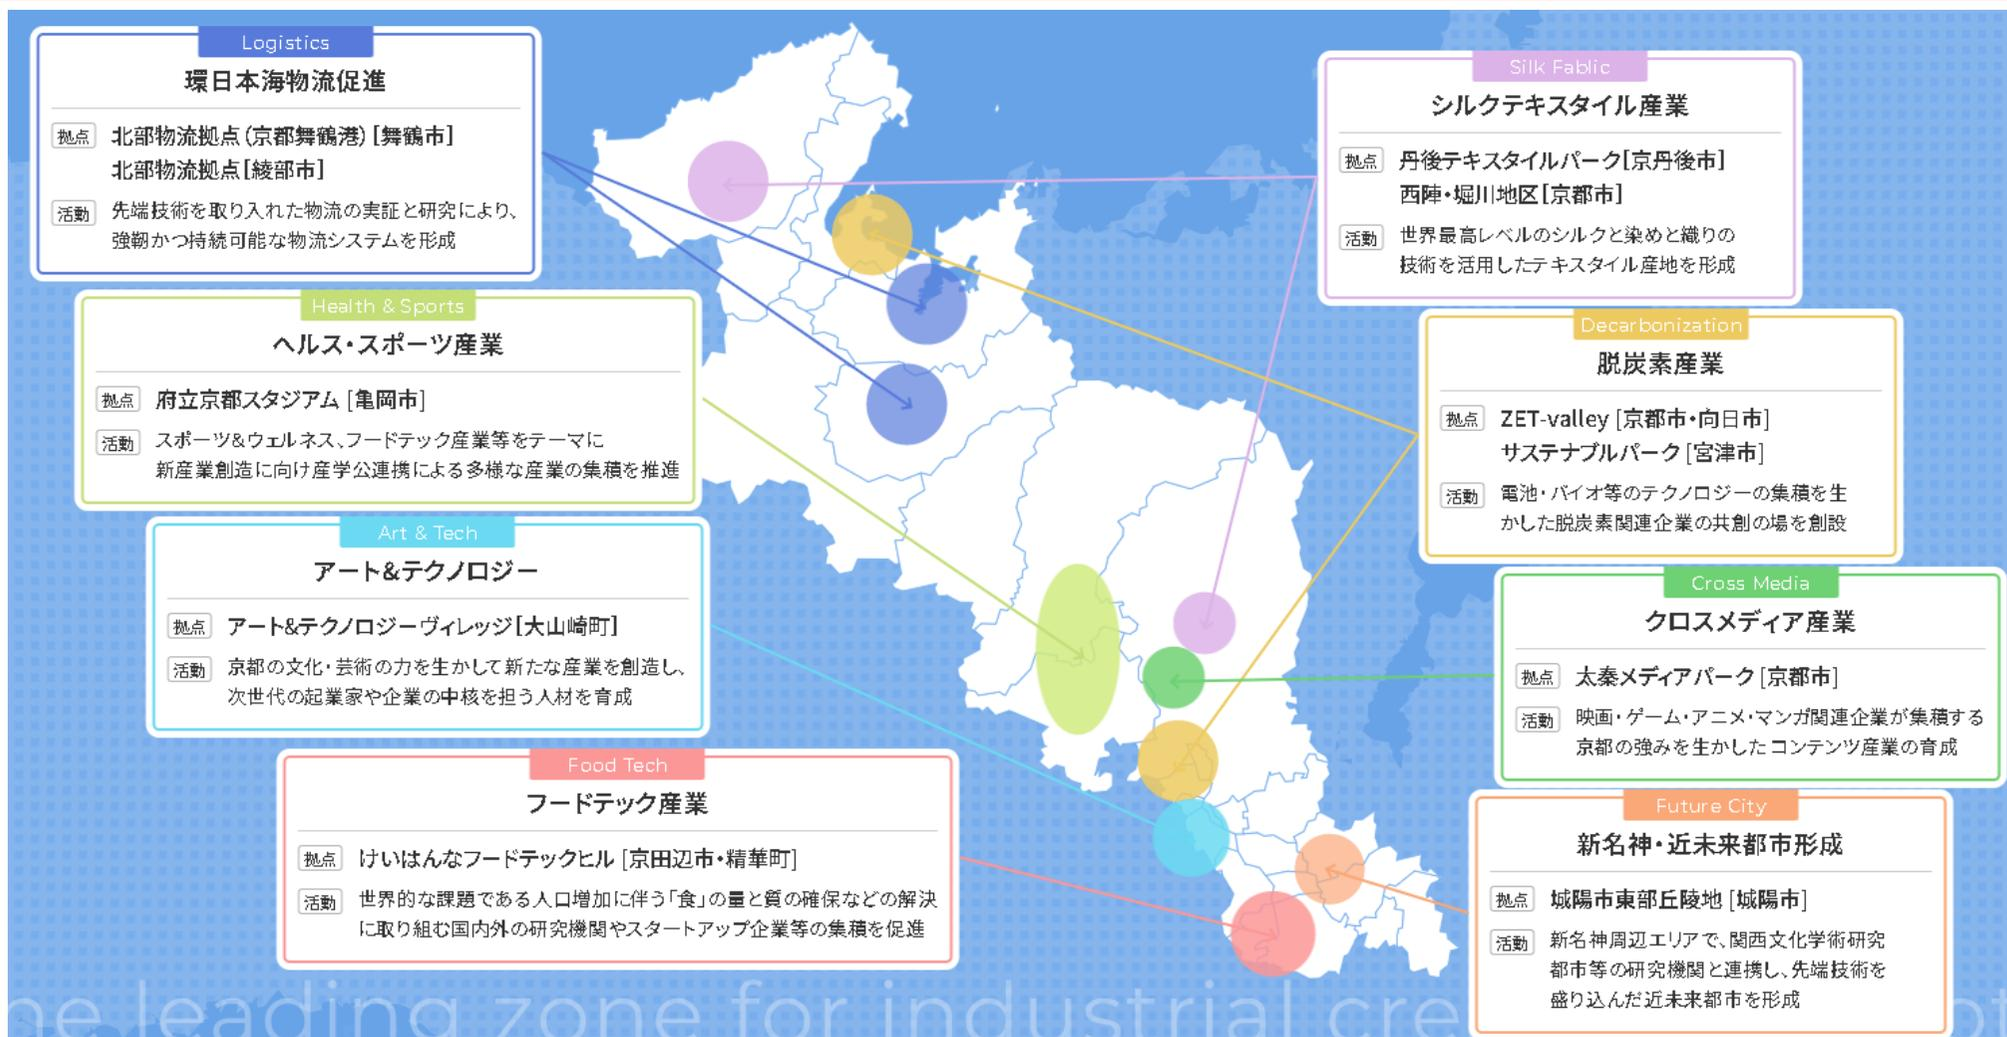 Logistics
環日本海物流促進
拠点 北部物流拠点(京都舞鶴港)[舞鶴市]
北部物流拠点[綾部市]
活動 先端技術を取り入れた物流の実証と研究により、
強靭かつ持続可能な物流システムを形成
Health & Sports
ヘルス・スポーツ産業
拠点 府立京都スタジアム [亀岡市]
活動 スポーツ&ウェルネス、フードテック産業等をテーマに
新産業創造に向け産学公連携による多様な産業の集積を推進
Art & Tech
アート&テクノロジー
拠点 アート&テクノロジーヴィレッジ[大山崎町]
活動 京都の文化・芸術の力を生かして新たな産業を創造し、
次世代の起業家や企業の中核を担う人材を育成
Food Tech
フードテック産業
拠点 けいはんなフードテックヒル [京田辺市・精華町]
活動 世界的な課題である人口増加に伴う「食」の量と質の確保などの解決
に取り組む国内外の研究機関やスタートアップ企業等の集積を促進
Silk Fablic
シルクテキスタイル産業
拠点 丹後テキスタイルパーク[京丹後市]
西陣・堀川地区[京都市]
活動 世界最高レベルのシルクと染めと織りの
技術を活用したテキスタイル産地を形成
Decarbonization
脱炭素産業
拠点 ZET-valley [京都市・向日市]
サステナブルパーク [宮津市]
活動 電池・バイオ等のテクノロジーの集積を生
かした脱炭素関連企業の共創の場を創設
Cross Media
クロスメディア産業
拠点 太秦メディアパーク [京都市]
活動 映画・ゲーム・アニメ・マンガ関連企業が集積する
京都の強みを生かしたコンテンツ産業の育成
Future City
新名神・近未来都市形成
拠点 城陽市東部丘陵地 [城陽市]
活動 新名神周辺エリアで、関西文化学術研究
都市等の研究機関と連携し、先端技術を
盛り込んだ近未来都市を形成
he leading zone for industrial cre